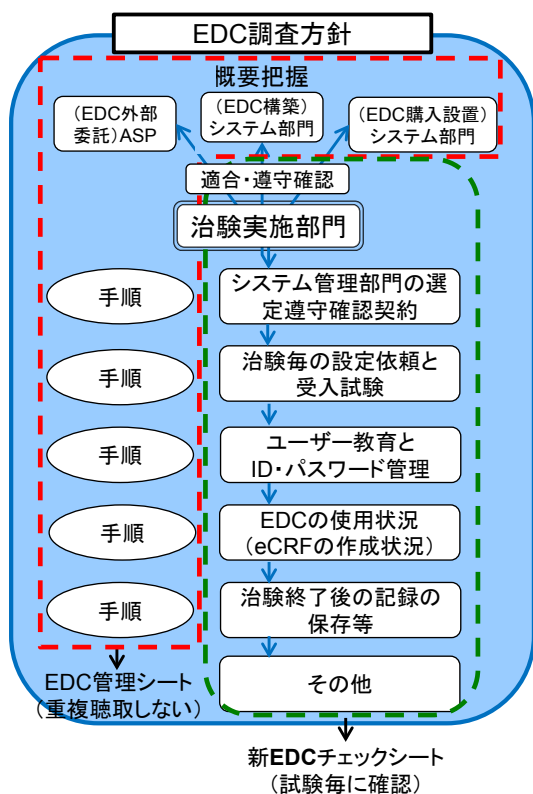 EDC調査方針
概要把握
（EDC外部
委託）ASP
（EDC構築）
システム部門
（EDC購入設置）
システム部門
適合・遵守確認
治験実施部門
手順
システム管理部門の選
定遵守確認契約
手順
治験毎の設定依頼と
受入試験
手順
ユーザー教育と
ID・パスワード管理
手順
EDCの使用状況
（eCRFの作成状況）
手順
治験終了後の記録の
保存等
その他
EDC管理シート
（重複聴取しない）
新EDCチェックシート
（試験毎に確認）